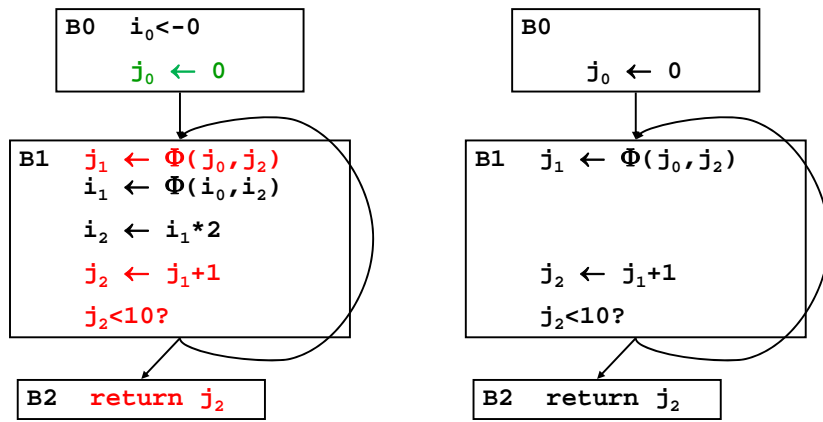 B0 i₀<-0
j₀ ← 0
B1 j₁ ← Φ(j₀,j₂)
i₁ ← Φ(i₀,i₂)
i₂ ← i₁*2
j₂ ← j₁+1
j₂<10?
B2 return j₂
B0
j₀ ← 0
B1 j₁ ← Φ(j₀,j₂)
j₂ ← j₁+1
j₂<10?
B2 return j₂